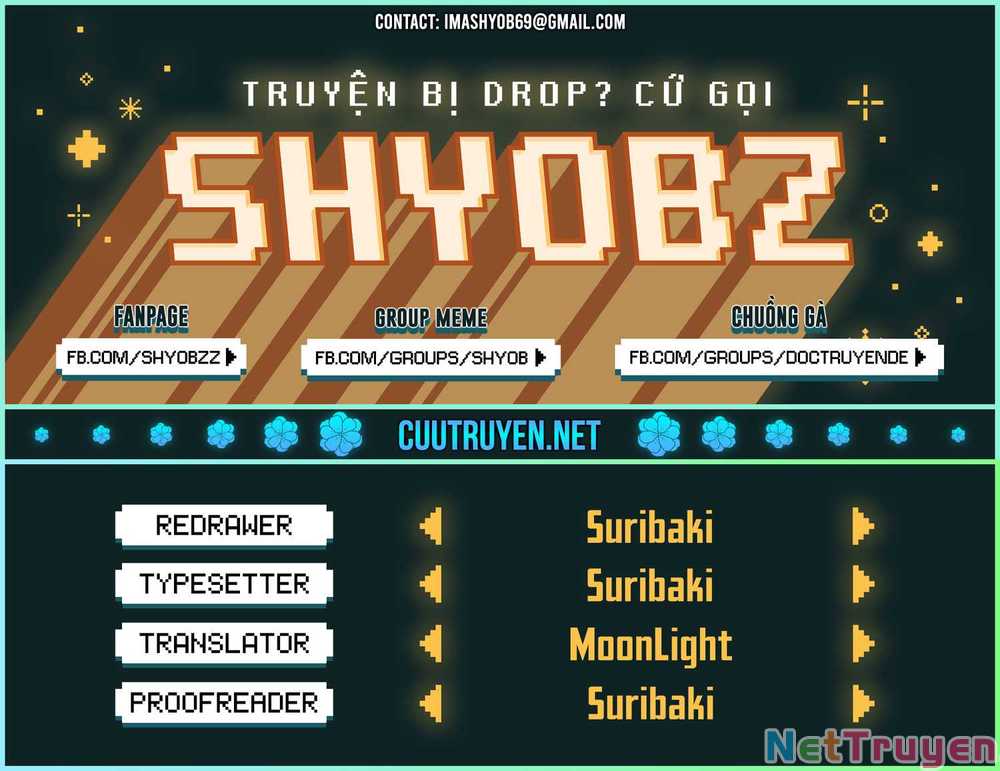 CONTACT: IMASHYOB69@GMAIL.COM
TRUYỆN BỊ DROP? CỨ GỌI
SHYOBZ
FANPAGE
GROUP MEME
CHUỒNG GÀ
FB.COM/SHYOBZZ
FB.COM/GROUPS/SHYOB
FB.COM/GROUPS/DOCTRUYENDE
CUUTRUYEN.NET
REDRAWER Suribaki
TYPESETTER Suribaki
TRANSLATOR MoonLight
PROOFREADER Suribaki
NetTruyen